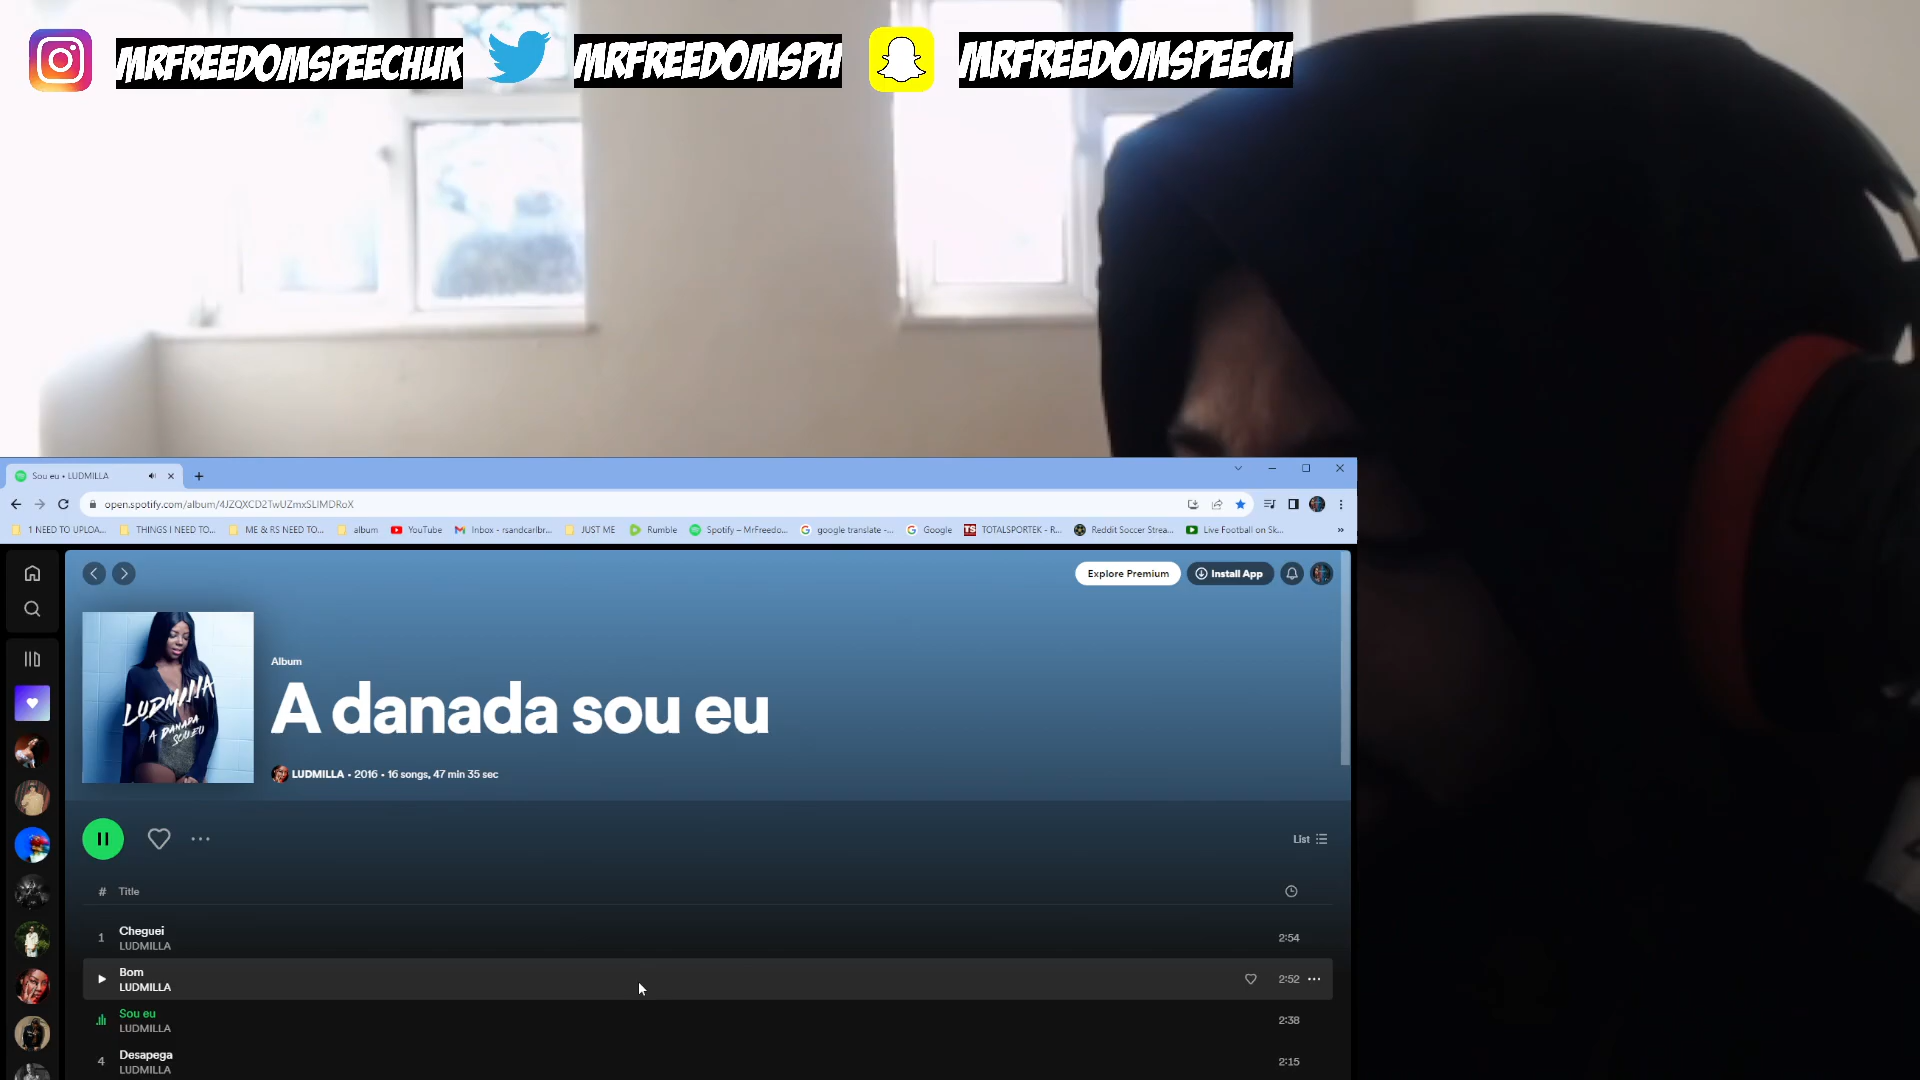 MRFREEDOMSPEECHUK
MRFREEDOMSPH
MRFREEDOMSPEECH
Sou eu • LUDMILLA
open.spotify.com/album/4JZQXCD2TwUZmxSLIMDRoX
1 NEED TO UPLOA...
THINGS I NEED TO...
ME & RS NEED TO...
album
YouTube
Inbox - rsandcarlbr...
JUST ME
Rumble
Spotify – MrFreedo...
google translate -...
Google
TS
TOTALSPORTEK - R...
Reddit Soccer Strea...
Live Football on Sk...
»
Explore Premium
Install App
LUDMILLA
A DANADA
SOU EU
Album
A danada sou eu
LUDMILLA • 2016 • 16 songs, 47 min 35 sec
List
# Title
1 Cheguei 2:54
LUDMILLA
Bom 2:52
LUDMILLA
Sou eu 2:38
LUDMILLA
4 Desapega 2:15
LUDMILLA